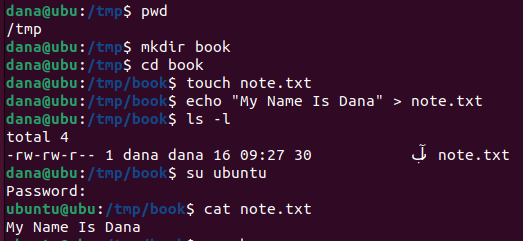 dana@ubu:/tmp$ pwd
/tmp
dana@ubu:/tmp$ mkdir book
dana@ubu:/tmp$ cd book
dana@ubu:/tmp/book$ touch note.txt
dana@ubu:/tmp/book$ echo "My Name Is Dana" > note.txt
dana@ubu:/tmp/book$ ls -l
total 4
-rw-rw-r-- 1 dana dana 16 09:27 30 آب note.txt
dana@ubu:/tmp/book$ su ubuntu
Password:
ubuntu@ubu:/tmp/book$ cat note.txt
My Name Is Dana